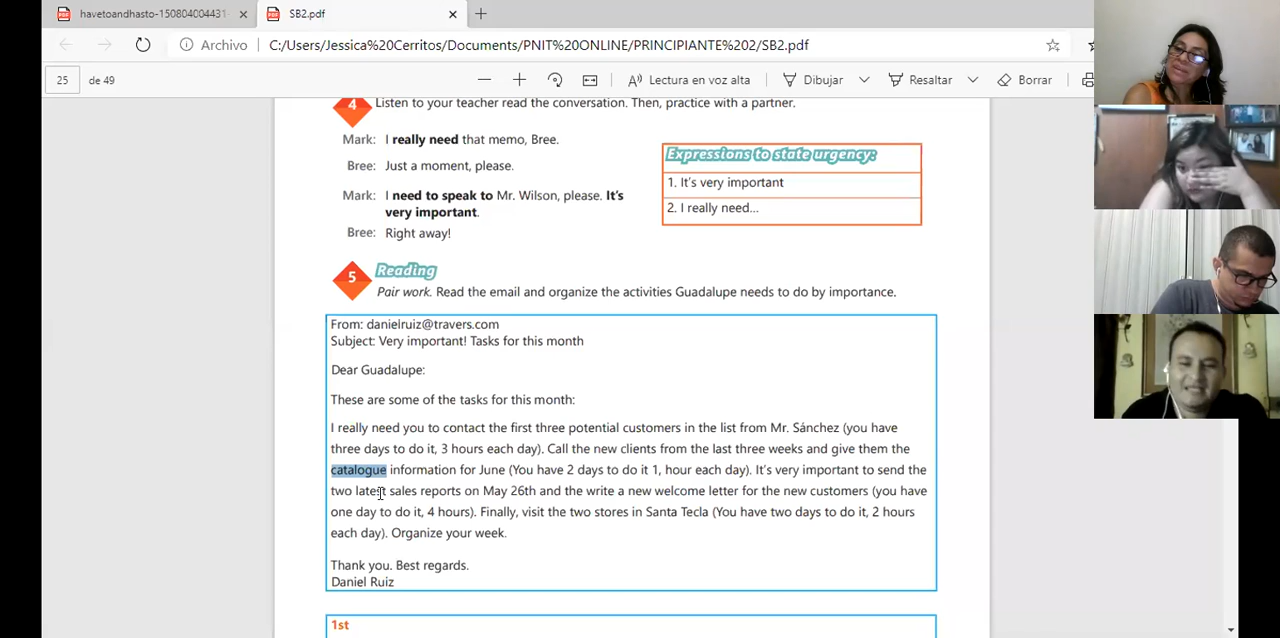 havetoandhasto-15080400443
SB2.pdf
Archivo C:/Users/Jessica%20Cerritos/Documents/PNIT%20ONLINE/PRINCIPIANTE%202/SB2.pdf
25 de 49 Lectura en voz alta Dibujar Resaltar Borrar
4 Listen to your teacher read the conversation. Then, practice with a partner.
Mark: I really need that memo, Bree.
Bree: Just a moment, please.
Mark: I need to speak to Mr. Wilson, please. It's
very important.
Bree: Right away!
Expressions to state urgency:
1. It's very important
2. I really need...
5 Reading
Pair work. Read the email and organize the activities Guadalupe needs to do by importance.
From: danielruiz@travers.com
Subject: Very important! Tasks for this month
Dear Guadalupe:
These are some of the tasks for this month:
I really need you to contact the first three potential customers in the list from Mr. Sánchez (you have
three days to do it, 3 hours each day). Call the new clients from the last three weeks and give them the
catalogue information for June (You have 2 days to do it 1, hour each day). It's very important to send the
two latest sales reports on May 26th and the write a new welcome letter for the new customers (you have
one day to do it, 4 hours). Finally, visit the two stores in Santa Tecla (You have two days to do it, 2 hours
each day). Organize your week.
Thank you. Best regards.
Daniel Ruiz
1st